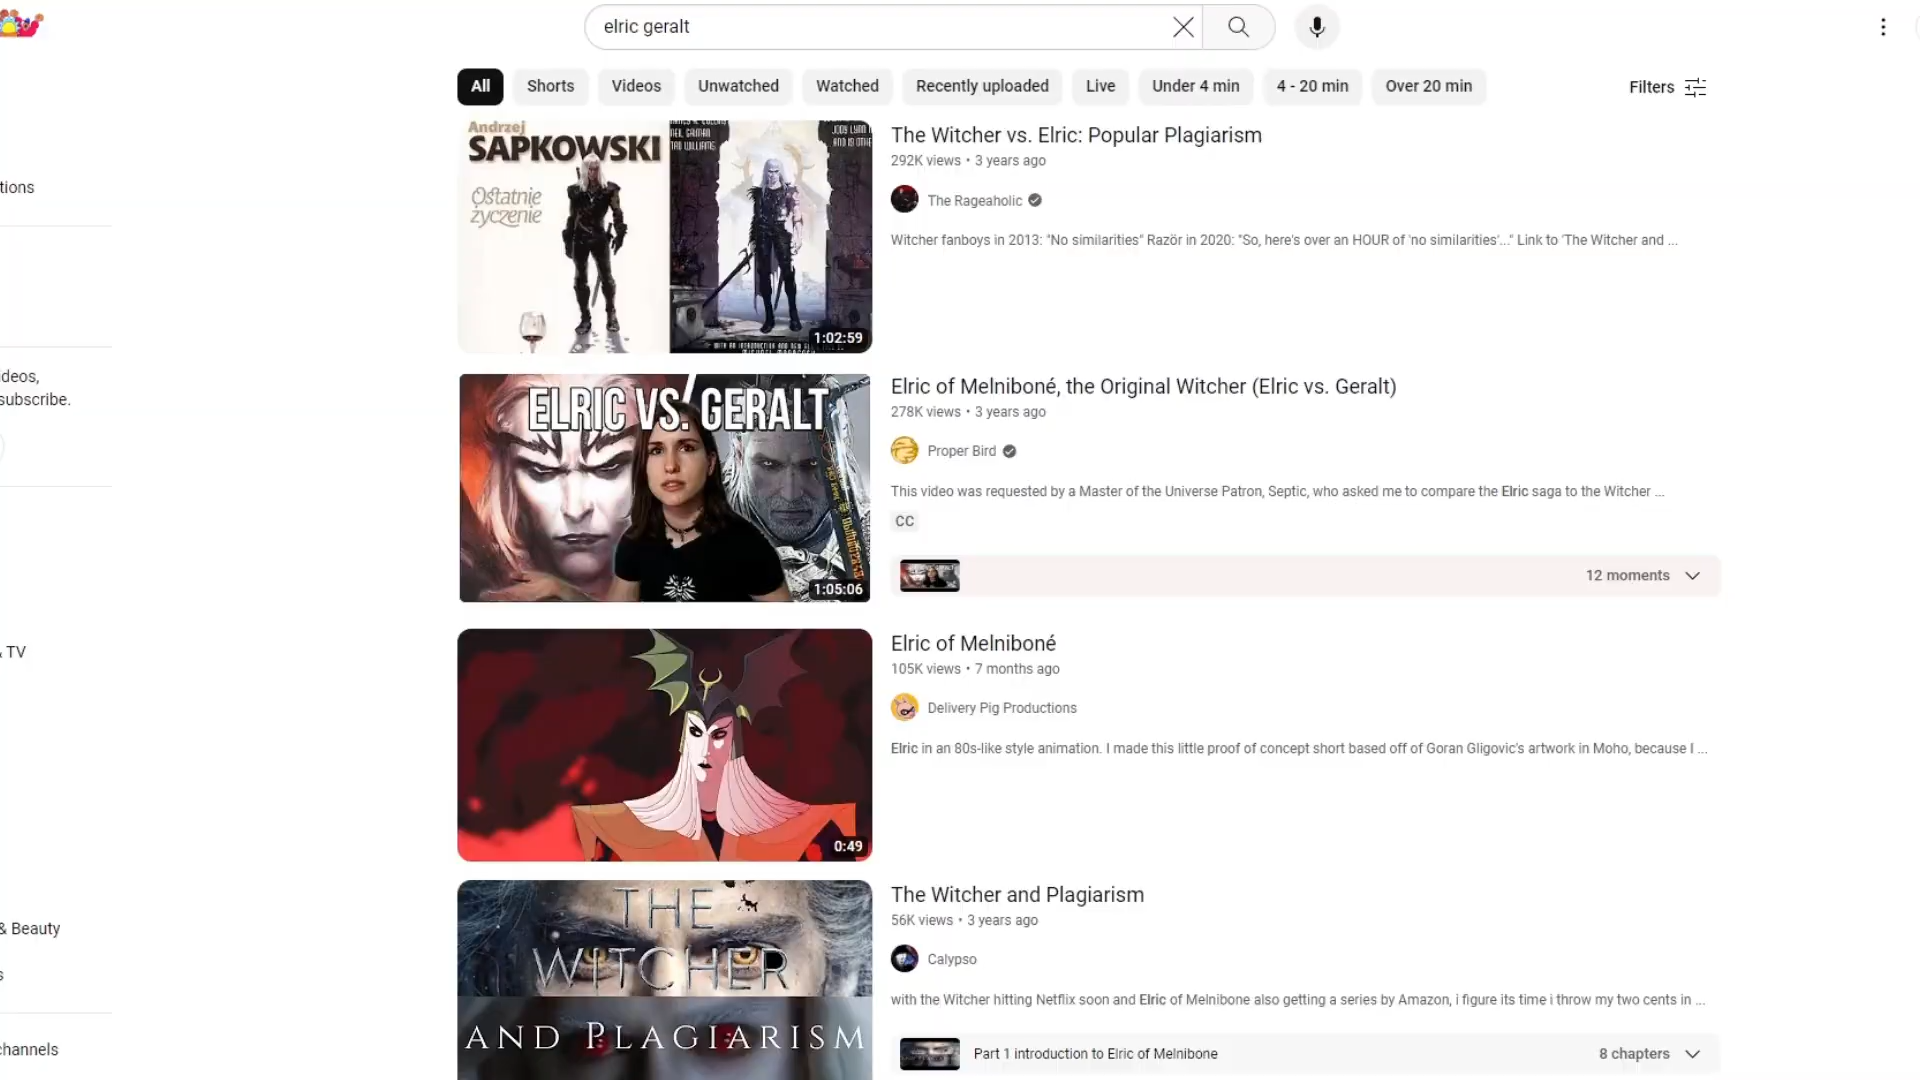 elric geralt
All
Shorts
Videos
Unwatched
Watched
Recently uploaded
Live
Under 4 min
4 - 20 min
Over 20 min
Filters
tions
ideos,
subscribe.
& TV
& Beauty
s
channels
Andrzej
SAPKOWSKI
Ostatnie
życzenie
NEIL GAIMAN
TAD WILLIAMS
1:02:59
The Witcher vs. Elric: Popular Plagiarism
292K views • 3 years ago
The Rageaholic
Witcher fanboys in 2013: "No similarities" Razör in 2020: "So, here's over an HOUR of 'no similarities'..." Link to 'The Witcher and ...
ELRIC VS. GERALT
1:05:06
Elric of Melniboné, the Original Witcher (Elric vs. Geralt)
278K views • 3 years ago
Proper Bird
This video was requested by a Master of the Universe Patron, Septic, who asked me to compare the Elric saga to the Witcher ...
CC
12 moments
0:49
Elric of Melniboné
105K views • 7 months ago
Delivery Pig Productions
Elric in an 80s-like style animation. I made this little proof of concept short based off of Goran Gligovic's artwork in Moho, because I ...
THE
WITCHER
AND PLAGIARISM
The Witcher and Plagiarism
56K views • 3 years ago
Calypso
with the Witcher hitting Netflix soon and Elric of Melnibone also getting a series by Amazon, i figure its time i throw my two cents in ...
Part 1 introduction to Elric of Melnibone
8 chapters